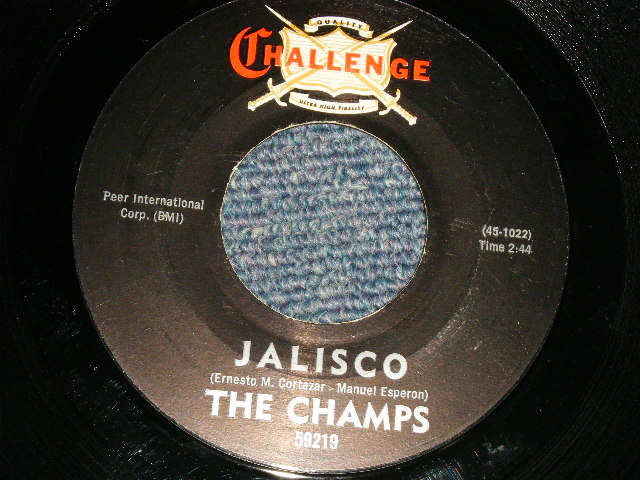 QUALITY
CHALLENGE
ULTRA HIGH FIDELITY
Peer International
Corp. (BMI)
(45-1022)
Time 2:44
JALISCO
(Ernesto M. Cortazar - Manuel Esperon)
THE CHAMPS
59219